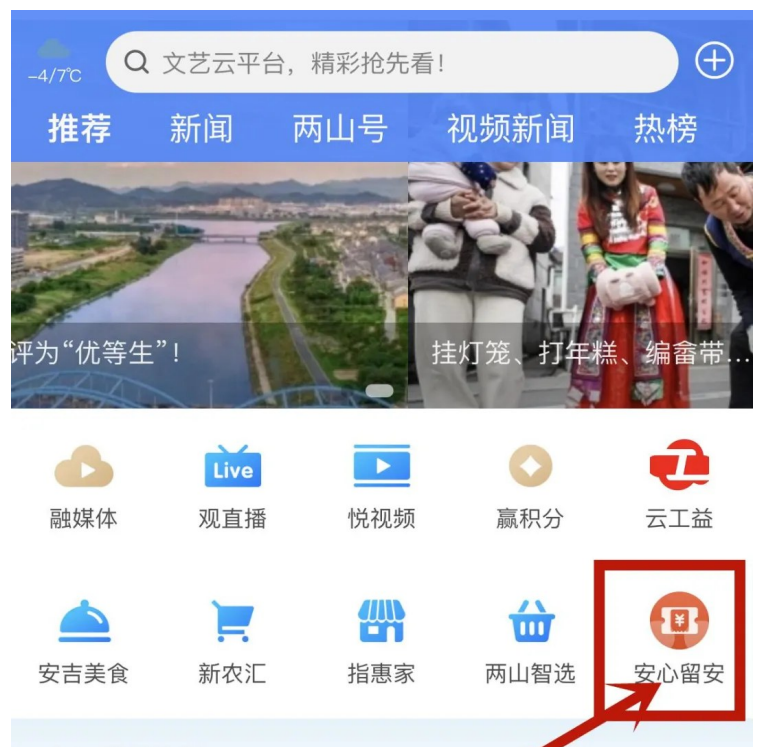 -4/7℃
文艺云平台，精彩抢先看！
推荐 新闻 两山号 视频新闻 热榜
评为“优等生”！
挂灯笼、打年糕、编畲带...
Live
融媒体 观直播 悦视频 赢积分 云工益
¥
安吉美食 新农汇 指惠家 两山智选 安心留安